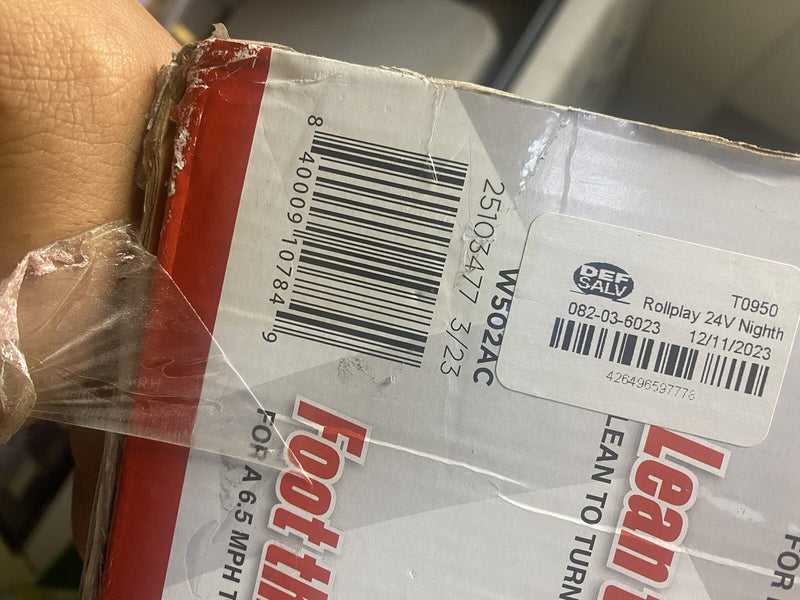 8 40009 10784 9
25103477 3/23
W502AC
DEF
SALV
T0950
Rollplay 24V Nighth
082-03-6023 12/11/2023
426496597778
Foot th
FOR A 6.5 MPH T
Lean
LEAN TO TURN
FOR